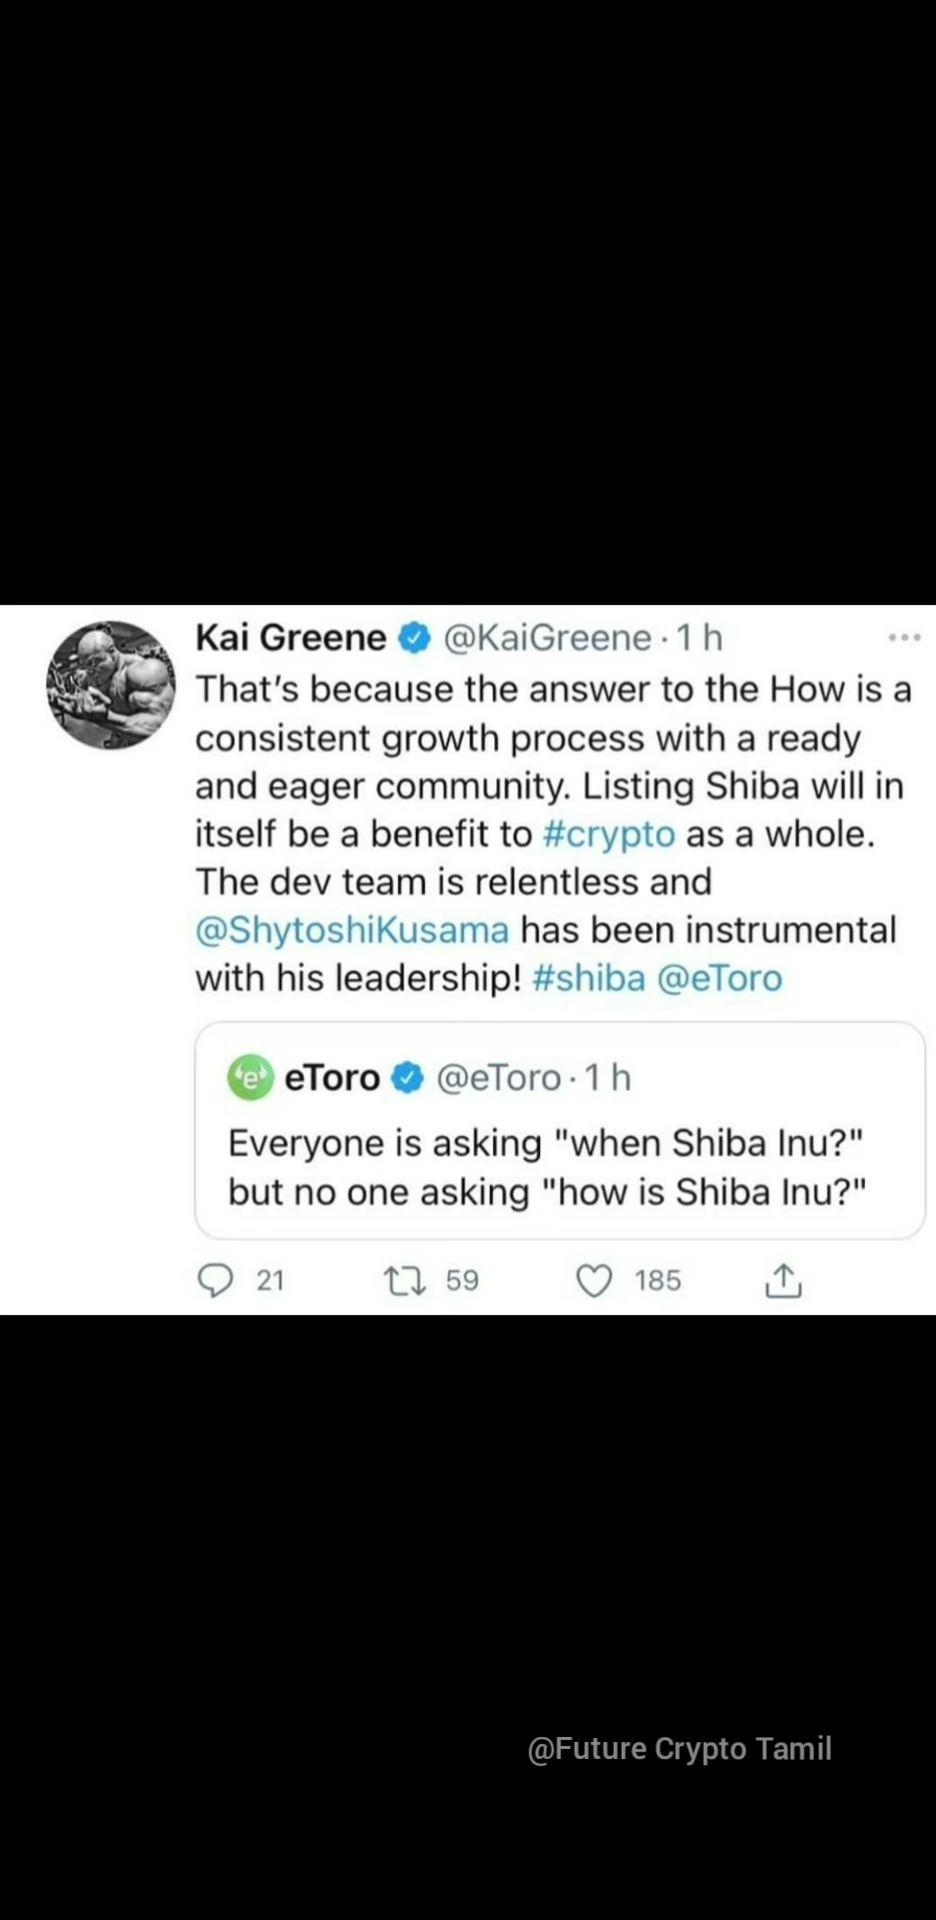 Kai Greene @KaiGreene · 1 h
That's because the answer to the How is a
consistent growth process with a ready
and eager community. Listing Shiba will in
itself be a benefit to #crypto as a whole.
The dev team is relentless and
@ShytoshiKusama has been instrumental
with his leadership! #shiba @eToro
eToro @eToro · 1 h
Everyone is asking "when Shiba Inu?"
but no one asking "how is Shiba Inu?"
21 59 185
@Future Crypto Tamil